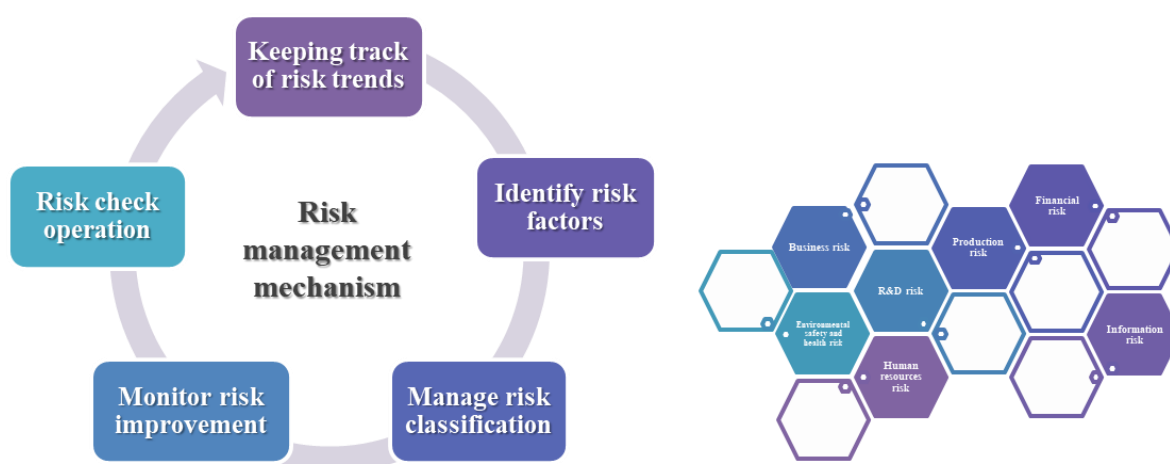 Keeping track
of risk trends
Identify risk
factors
Manage risk
classification
Monitor risk
improvement
Risk check
operation
Risk
management
mechanism
Financial
risk
Business risk
Production
risk
R&D risk
Environmental
safety and
health risk
Information
risk
Human
resources
risk